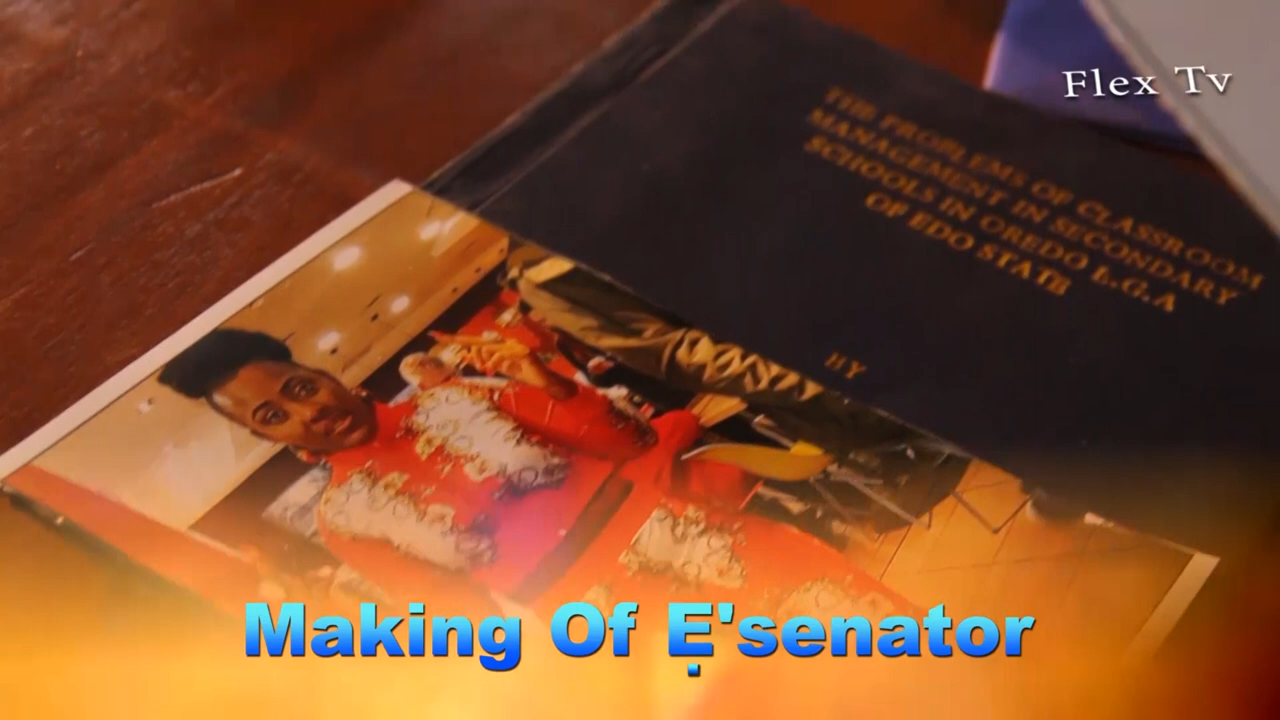 Flex Tv
THE PROBLEMS OF CLASSROOM
MANAGEMENT IN SECONDARY
SCHOOLS IN OREDO L.G.A
OF EDO STATE
BY
Making Of Ẹ'senator